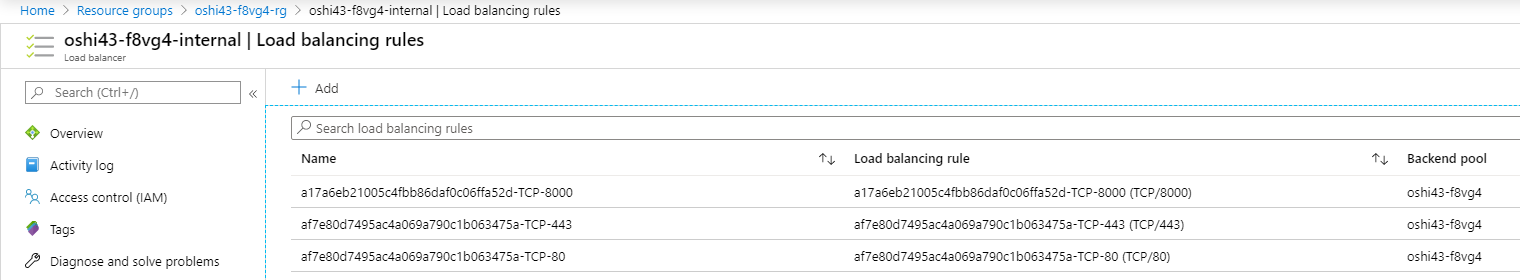 Home > Resource groups > oshi43-f8vg4-rg > oshi43-f8vg4-internal | Load balancing rules
oshi43-f8vg4-internal | Load balancing rules
Load balancer
Search (Ctrl+/) «
Add
Overview
Activity log
Access control (IAM)
Tags
Diagnose and solve problems
Search load balancing rules
Name ↑↓ Load balancing rule ↑↓ Backend pool
a17a6eb21005c4fbb86daf0c06ffa52d-TCP-8000 a17a6eb21005c4fbb86daf0c06ffa52d-TCP-8000 (TCP/8000) oshi43-f8vg4
af7e80d7495ac4a069a790c1b063475a-TCP-443 af7e80d7495ac4a069a790c1b063475a-TCP-443 (TCP/443) oshi43-f8vg4
af7e80d7495ac4a069a790c1b063475a-TCP-80 af7e80d7495ac4a069a790c1b063475a-TCP-80 (TCP/80) oshi43-f8vg4